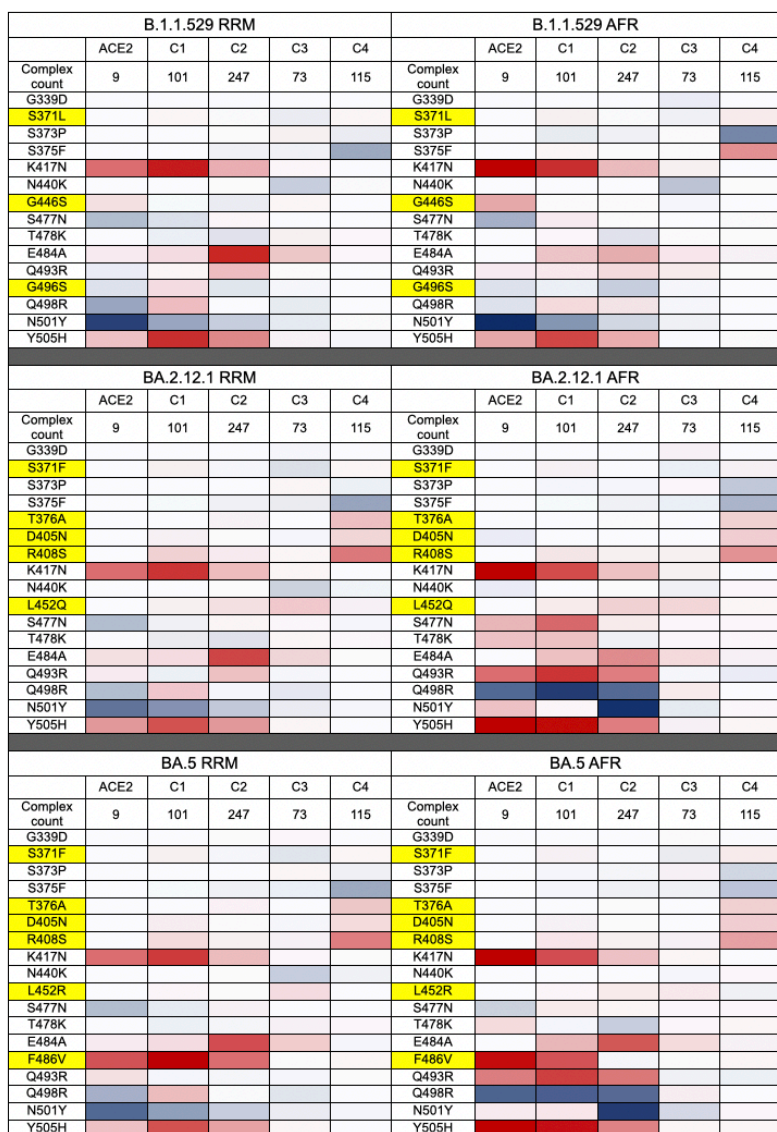 B.1.1.529 RRM B.1.1.529 AFR
ACE2 C1 C2 C3 C4 ACE2 C1 C2 C3 C4
Complex count 9 101 247 73 115 Complex count 9 101 247 73 115
G339D G339D
S371L S371L
S373P S373P
S375F S375F
K417N K417N
N440K N440K
G446S G446S
S477N S477N
T478K T478K
E484A E484A
Q493R Q493R
G496S G496S
Q498R Q498R
N501Y N501Y
Y505H Y505H
BA.2.12.1 RRM BA.2.12.1 AFR
ACE2 C1 C2 C3 C4 ACE2 C1 C2 C3 C4
Complex count 9 101 247 73 115 Complex count 9 101 247 73 115
G339D G339D
S371F S371F
S373P S373P
S375F S375F
T376A T376A
D405N D405N
R408S R408S
K417N K417N
N440K N440K
L452Q L452Q
S477N S477N
T478K T478K
E484A E484A
Q493R Q493R
Q498R Q498R
N501Y N501Y
Y505H Y505H
BA.5 RRM BA.5 AFR
ACE2 C1 C2 C3 C4 ACE2 C1 C2 C3 C4
Complex count 9 101 247 73 115 Complex count 9 101 247 73 115
G339D G339D
S371F S371F
S373P S373P
S375F S375F
T376A T376A
D405N D405N
R408S R408S
K417N K417N
N440K N440K
L452R L452R
S477N S477N
T478K T478K
E484A E484A
F486V F486V
Q493R Q493R
Q498R Q498R
N501Y N501Y
Y505H Y505H